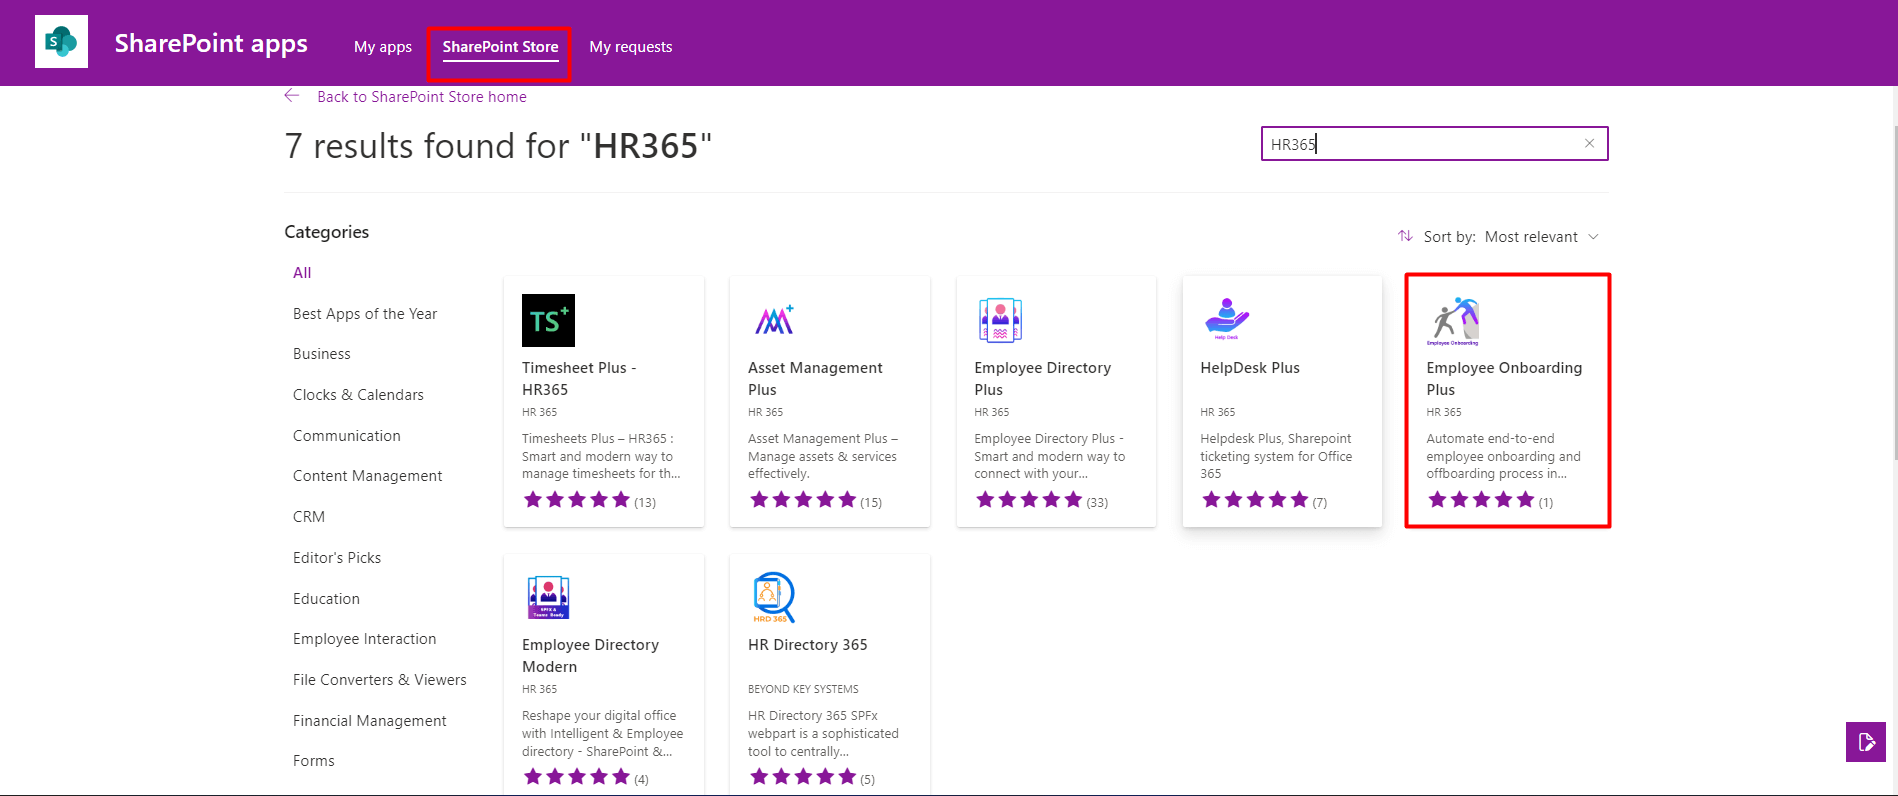 S
SharePoint apps
My apps
SharePoint Store
My requests
Back to SharePoint Store home
7 results found for "HR365"
HR365
Categories
Sort by: Most relevant
All
Best Apps of the Year
Business
Clocks & Calendars
Communication
Content Management
CRM
Editor's Picks
Education
Employee Interaction
File Converters & Viewers
Financial Management
Forms
TS+
Timesheet Plus -
HR365
HR 365
Timesheets Plus – HR365 :
Smart and modern way to
manage timesheets for th...
(13)
Asset Management
Plus
HR 365
Asset Management Plus –
Manage assets & services
effectively.
(15)
Employee Directory
Plus
HR 365
Employee Directory Plus -
Smart and modern way to
connect with your...
(33)
Help Desk
HelpDesk Plus
HR 365
Helpdesk Plus, Sharepoint
ticketing system for Office
365
(7)
Employee Onboarding
Employee Onboarding
Plus
HR 365
Automate end-to-end
employee onboarding and
offboarding process in...
(1)
SPFX &
Teams Ready
Employee Directory
Modern
HR 365
Reshape your digital office
with Intelligent & Employee
directory - SharePoint &...
(4)
HRD 365
HR Directory 365
BEYOND KEY SYSTEMS
HR Directory 365 SPFx
webpart is a sophisticated
tool to centrally...
(5)